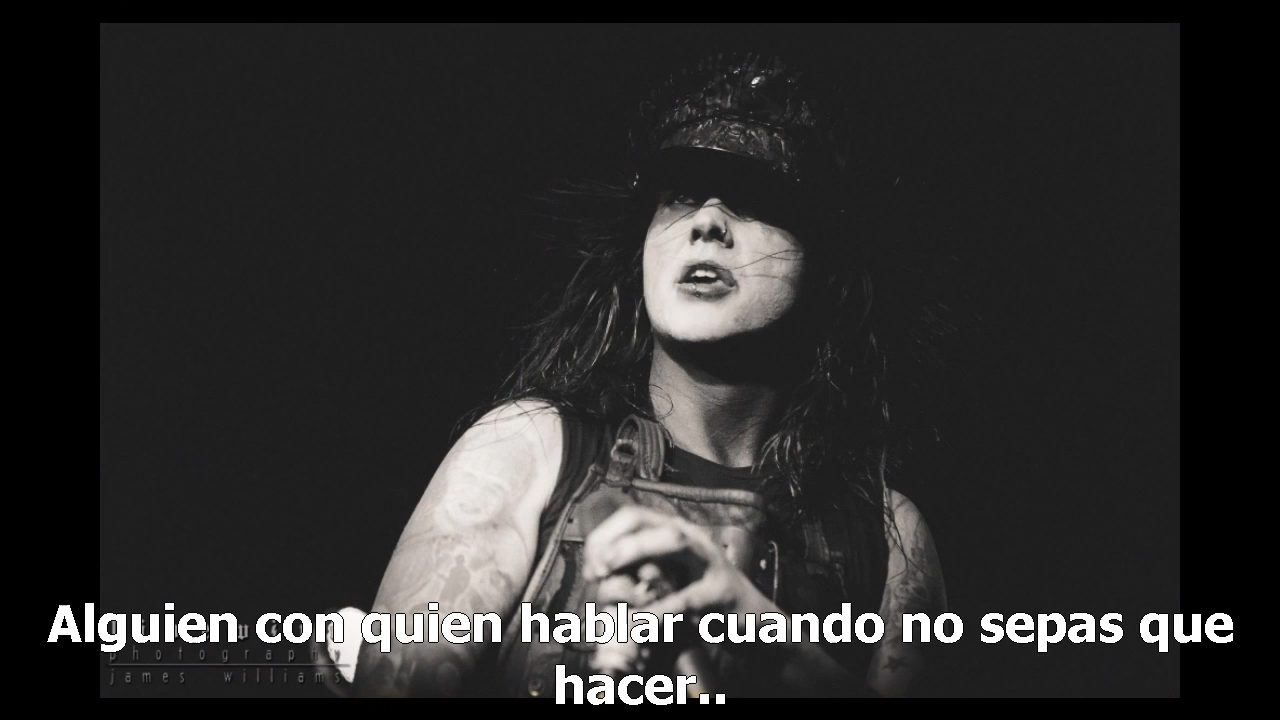 Alguien con quien hablar cuando no sepas que
hacer..
photography
james williams